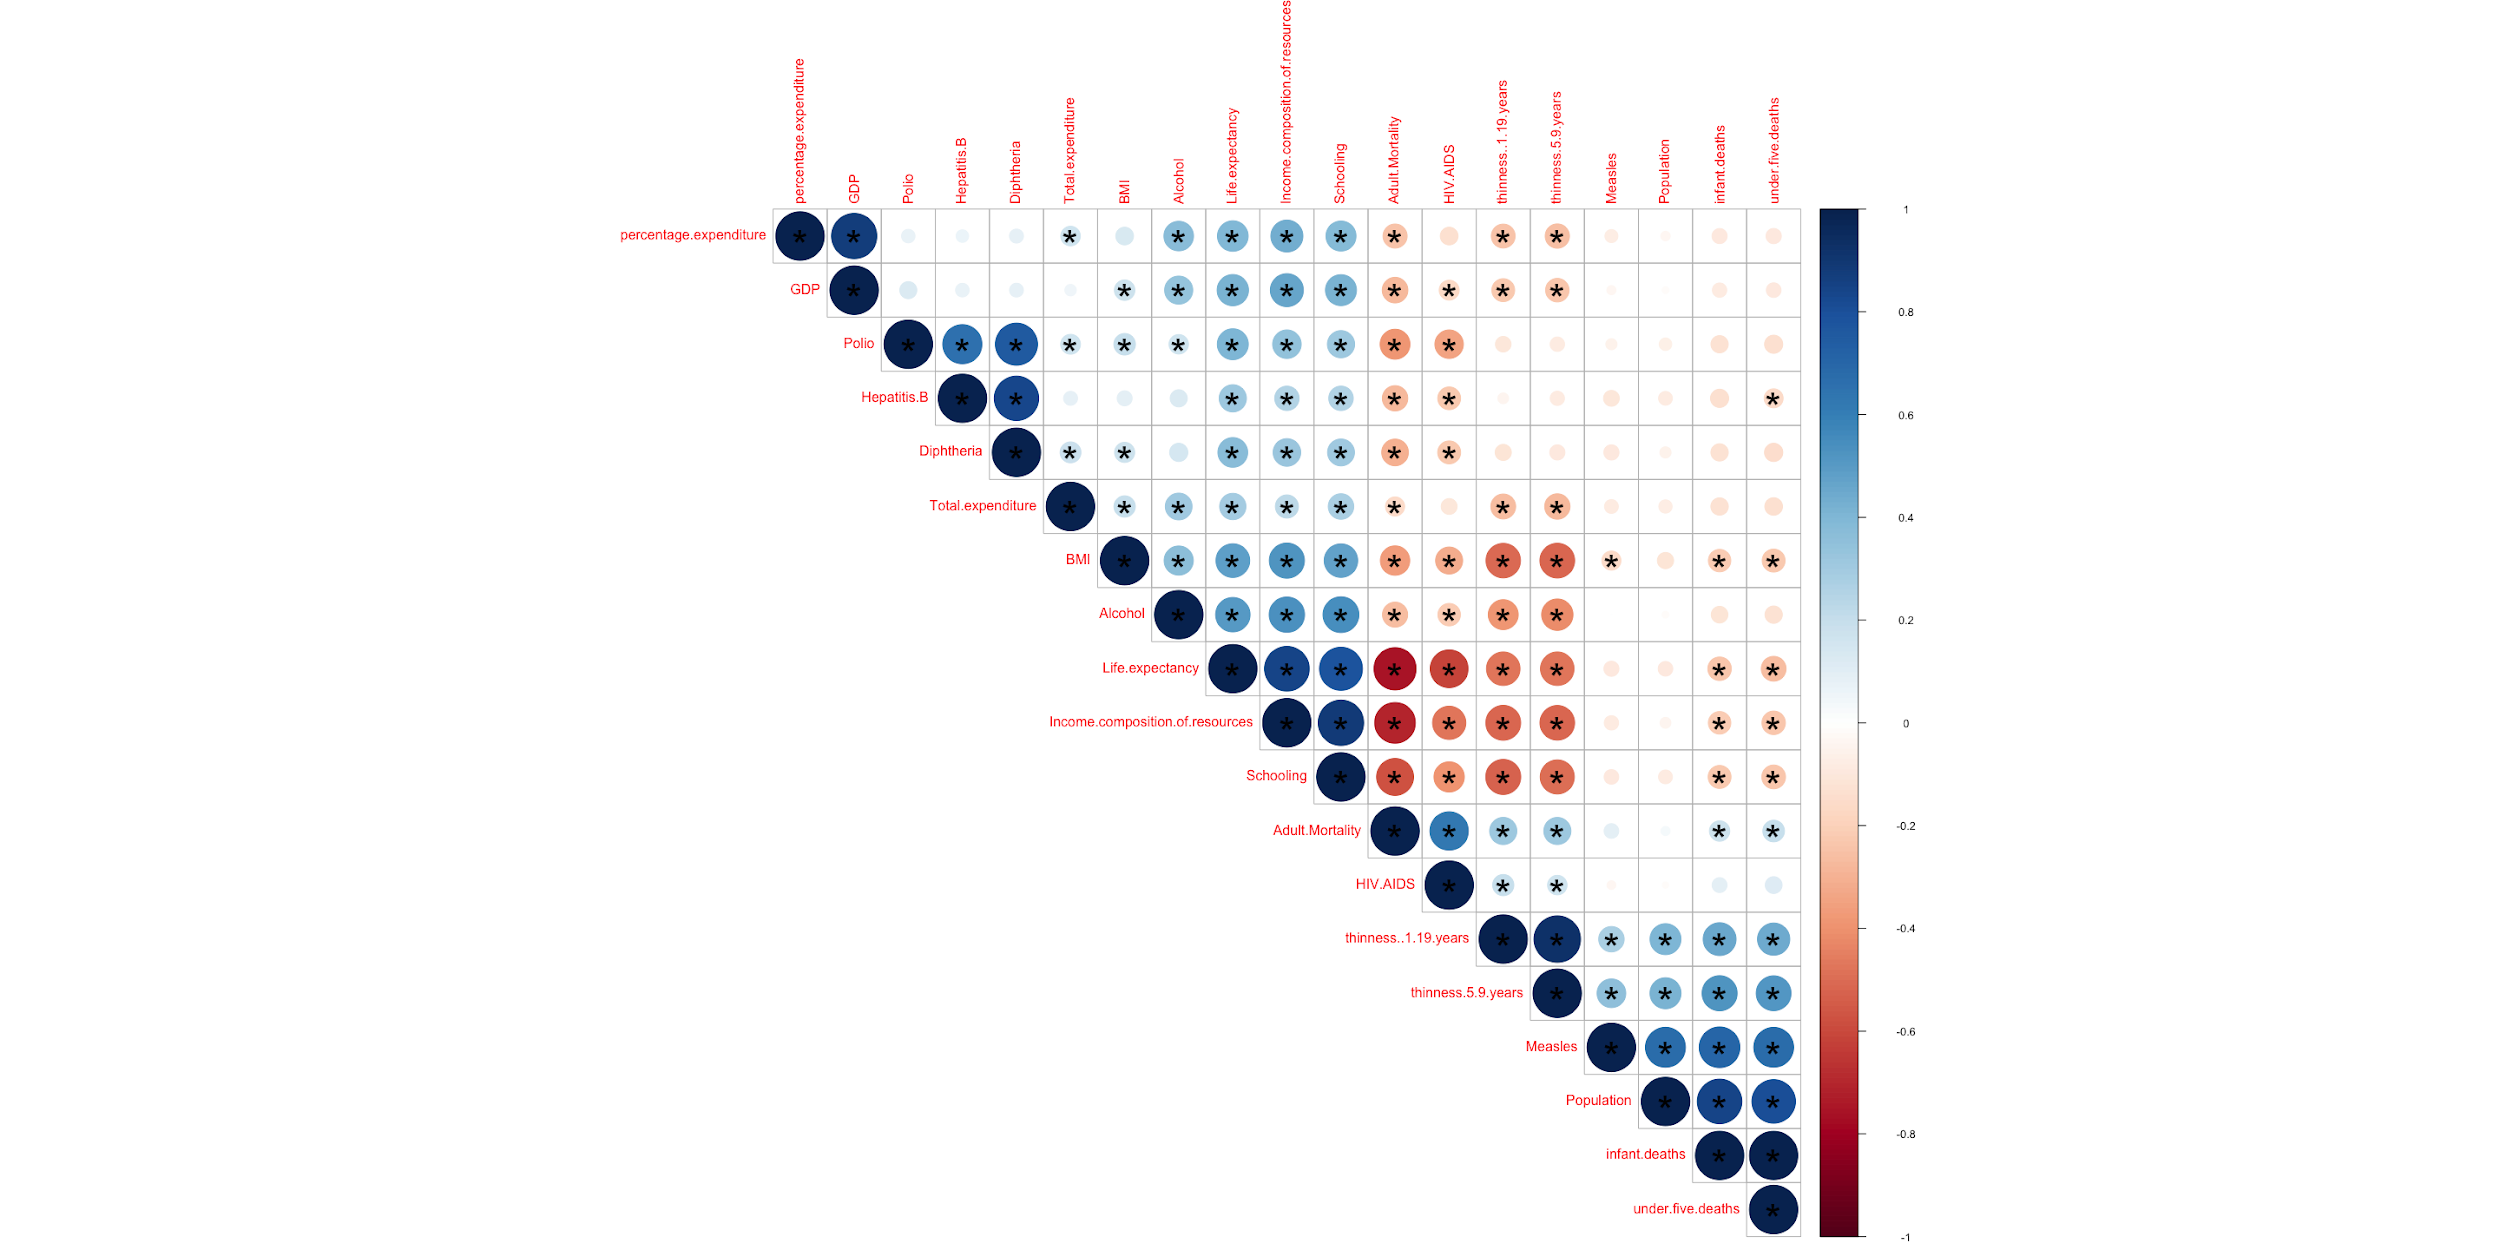 percentage.expenditure
GDP
Polio
Hepatitis.B
Diphtheria
Total.expenditure
BMI
Alcohol
Life.expectancy
Income.composition.of.resources
Schooling
Adult.Mortality
HIV.AIDS
thinness..1.19.years
thinness.5.9.years
Measles
Population
infant.deaths
under.five.deaths
percentage.expenditure
GDP
Polio
Hepatitis.B
Diphtheria
Total.expenditure
BMI
Alcohol
Life.expectancy
Income.composition.of.resources
Schooling
Adult.Mortality
HIV.AIDS
thinness..1.19.years
thinness.5.9.years
Measles
Population
infant.deaths
under.five.deaths
1
0.8
0.6
0.4
0.2
0
-0.2
-0.4
-0.6
-0.8
-1